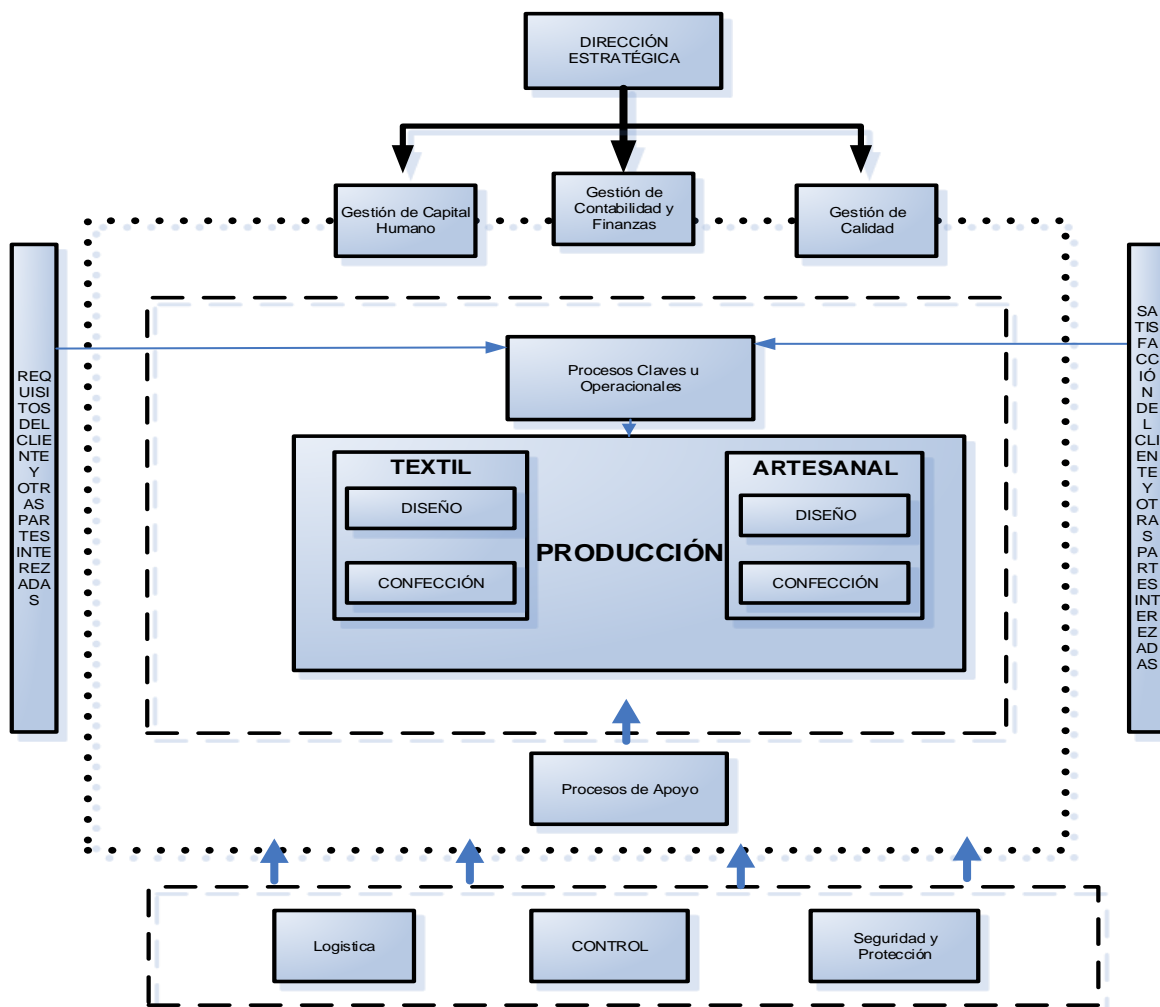 DIRECCIÓN
ESTRATÉGICA
Gestión de Capital
Humano
Gestión de
Contabilidad y
Finanzas
Gestión de
Calidad
REQ
UISI
TOS
DEL
CLIE
NTE
Y
OTR
AS
PAR
TES
INTE
REZ
ADA
S
Procesos Claves u
Operacionales
TEXTIL
DISEÑO
CONFECCIÓN
PRODUCCIÓN
ARTESANAL
DISEÑO
CONFECCIÓN
SA
TIS
FA
CC
IÓ
N
DE
L
CLI
EN
TE
Y
OT
RA
S
PA
RT
ES
INT
ER
EZ
AD
AS
Procesos de Apoyo
Logistica
CONTROL
Seguridad y
Protección